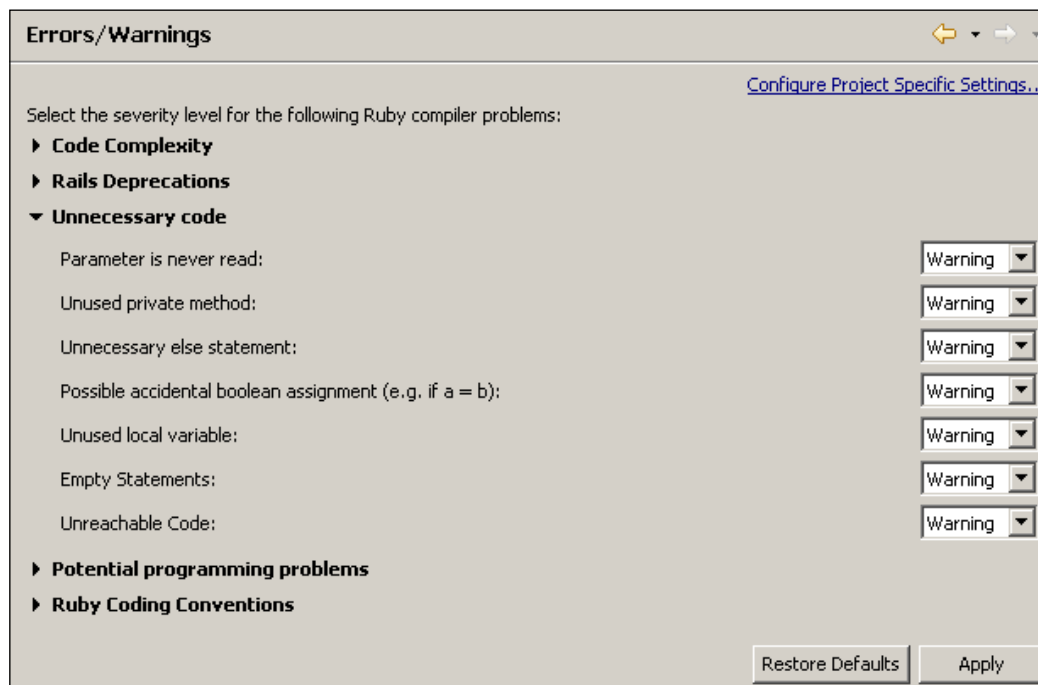 Errors/Warnings
Configure Project Specific Settings..
Select the severity level for the following Ruby compiler problems:
Code Complexity
Rails Deprecations
Unnecessary code
Parameter is never read: Warning
Unused private method: Warning
Unnecessary else statement: Warning
Possible accidental boolean assignment (e.g. if a = b): Warning
Unused local variable: Warning
Empty Statements: Warning
Unreachable Code: Warning
Potential programming problems
Ruby Coding Conventions
Restore Defaults Apply